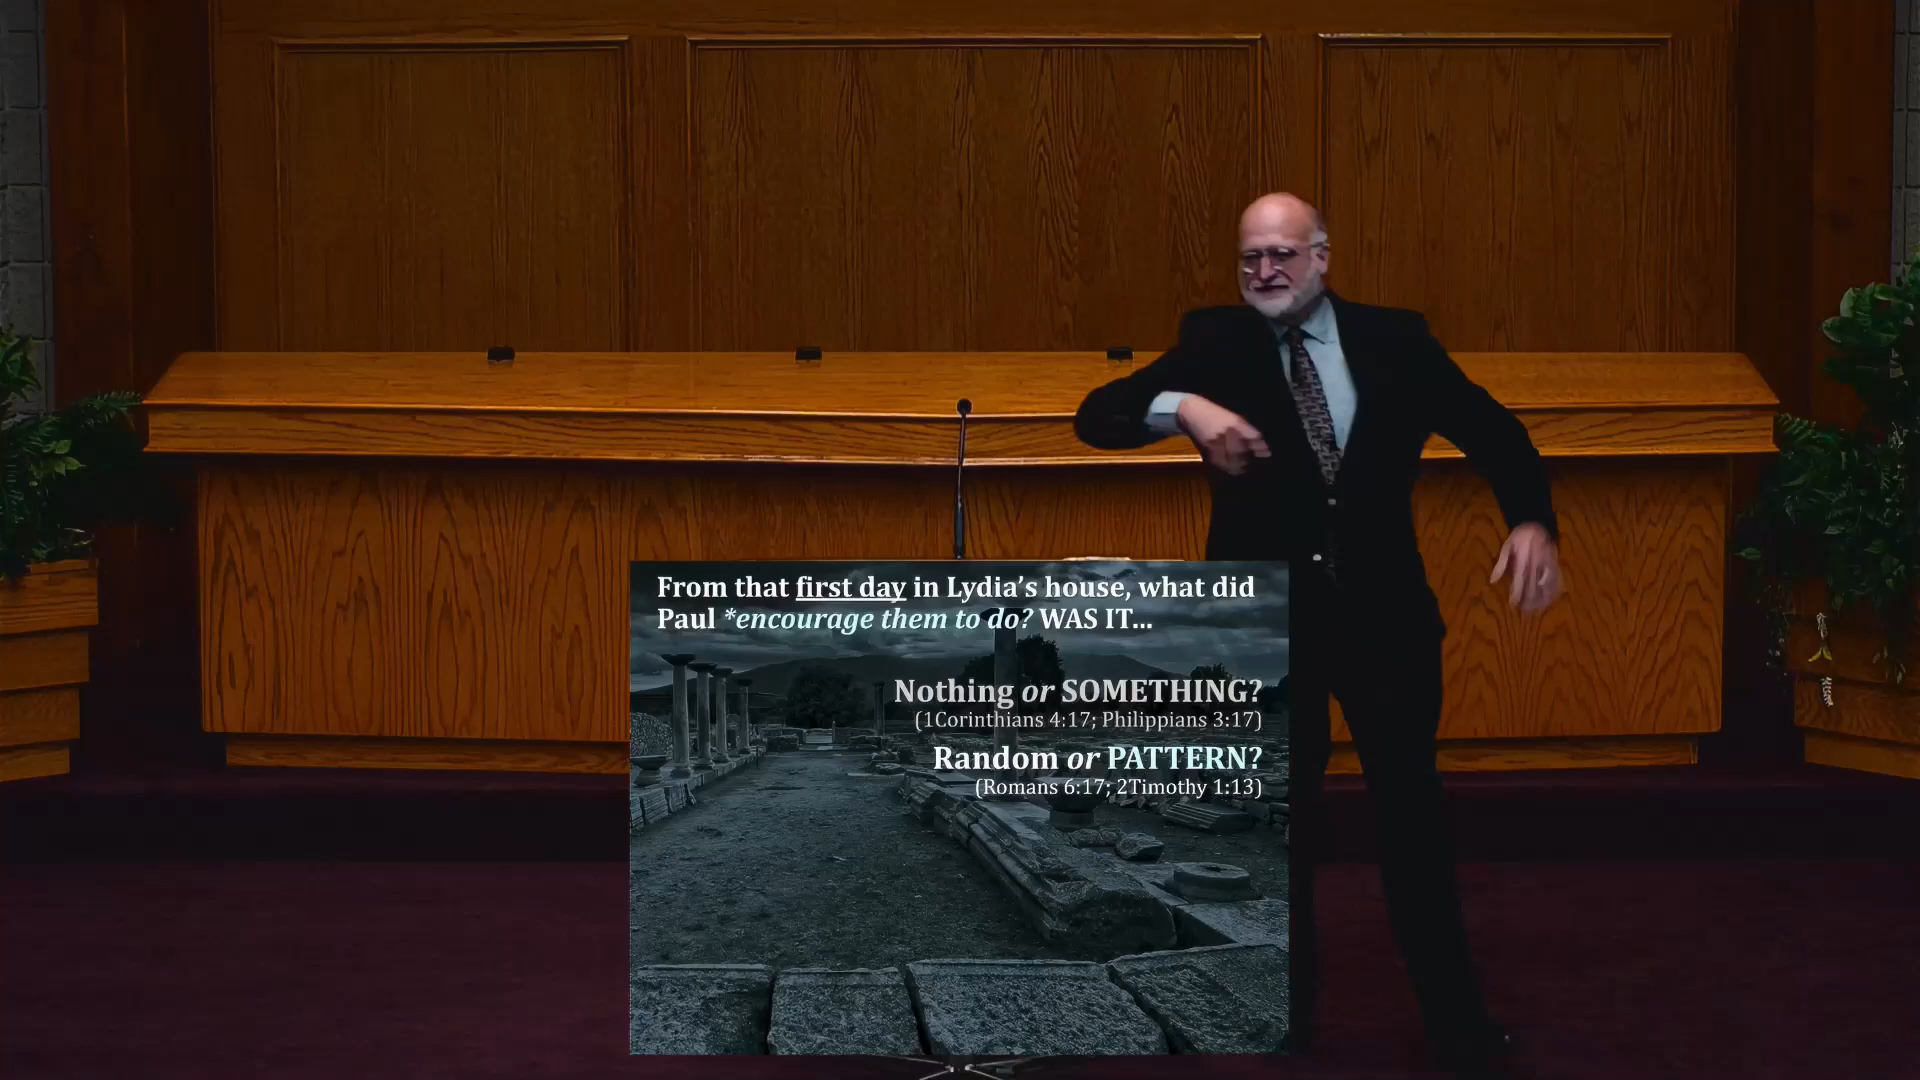 From that first day in Lydia’s house, what did
Paul *encourage them to do? WAS IT...
Nothing or SOMETHING?
(1Corinthians 4:17; Philippians 3:17)
Random or PATTERN?
(Romans 6:17; 2Timothy 1:13)